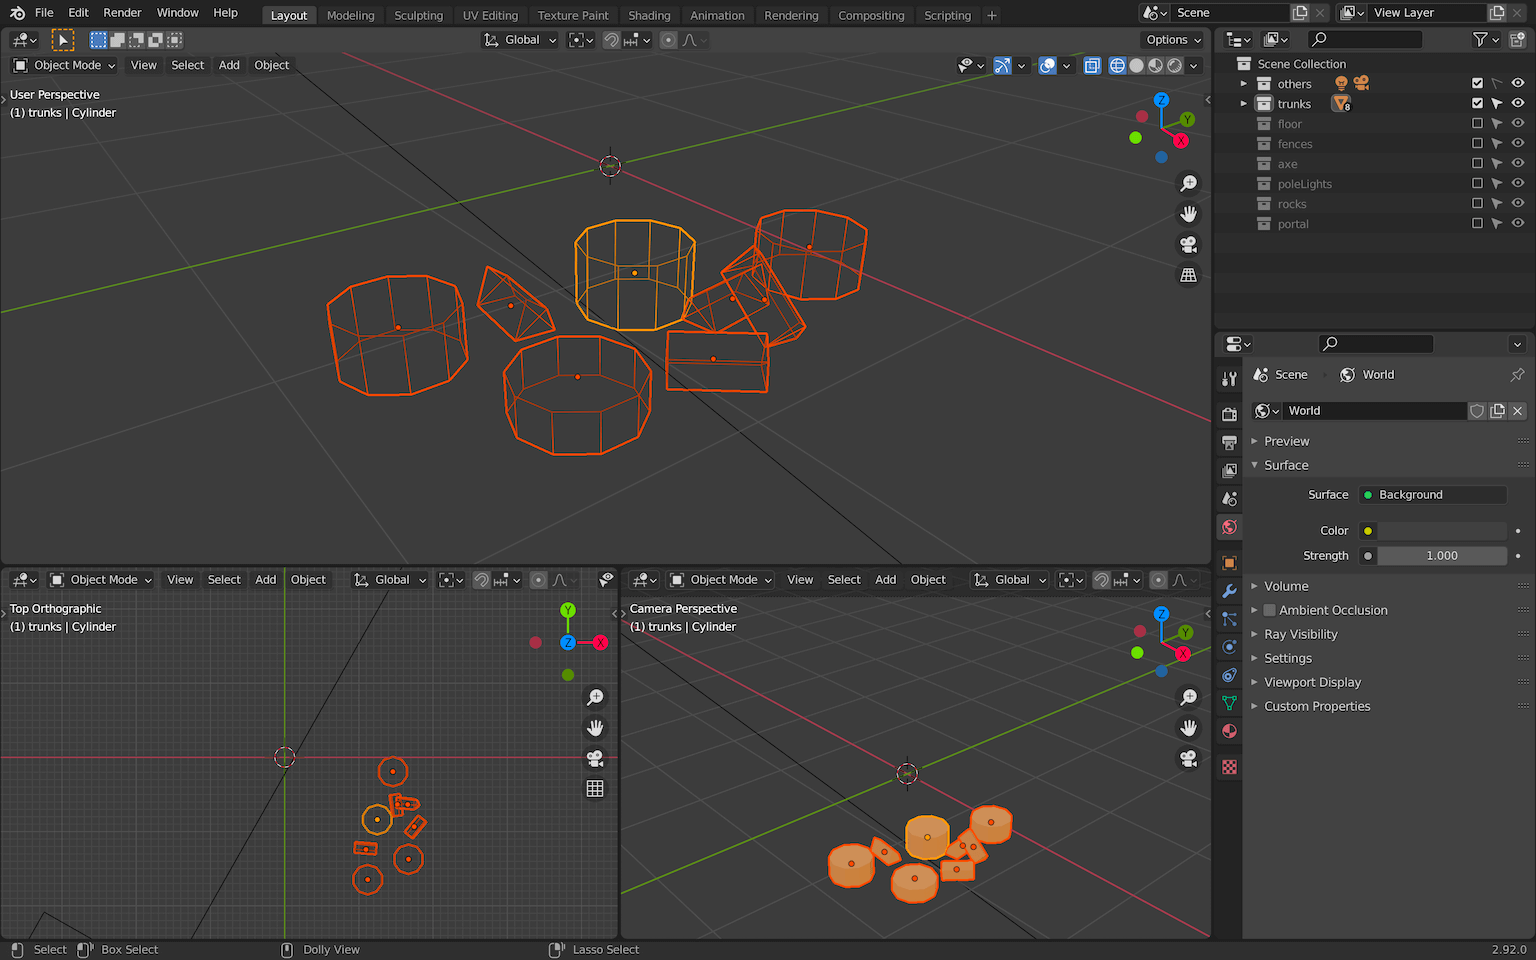 File Edit Render Window Help Layout Modeling Sculpting UV Editing Texture Paint Shading Animation Rendering Compositing Scripting + Scene View Layer
Global Options
Object Mode View Select Add Object
User Perspective
(1) trunks | Cylinder
Z
Y
X
Scene Collection
others
trunks 8
floor
fences
axe
poleLights
rocks
portal
Scene World
World
Preview
Surface
Surface Background
Color
Strength 1.000
Volume
Ambient Occlusion
Ray Visibility
Settings
Viewport Display
Custom Properties
Object Mode View Select Add Object Global
Top Orthographic
(1) trunks | Cylinder
Y
Z X
Object Mode View Select Add Object Global
Camera Perspective
(1) trunks | Cylinder
Z
Y
X
Select Box Select Dolly View Lasso Select 2.92.0